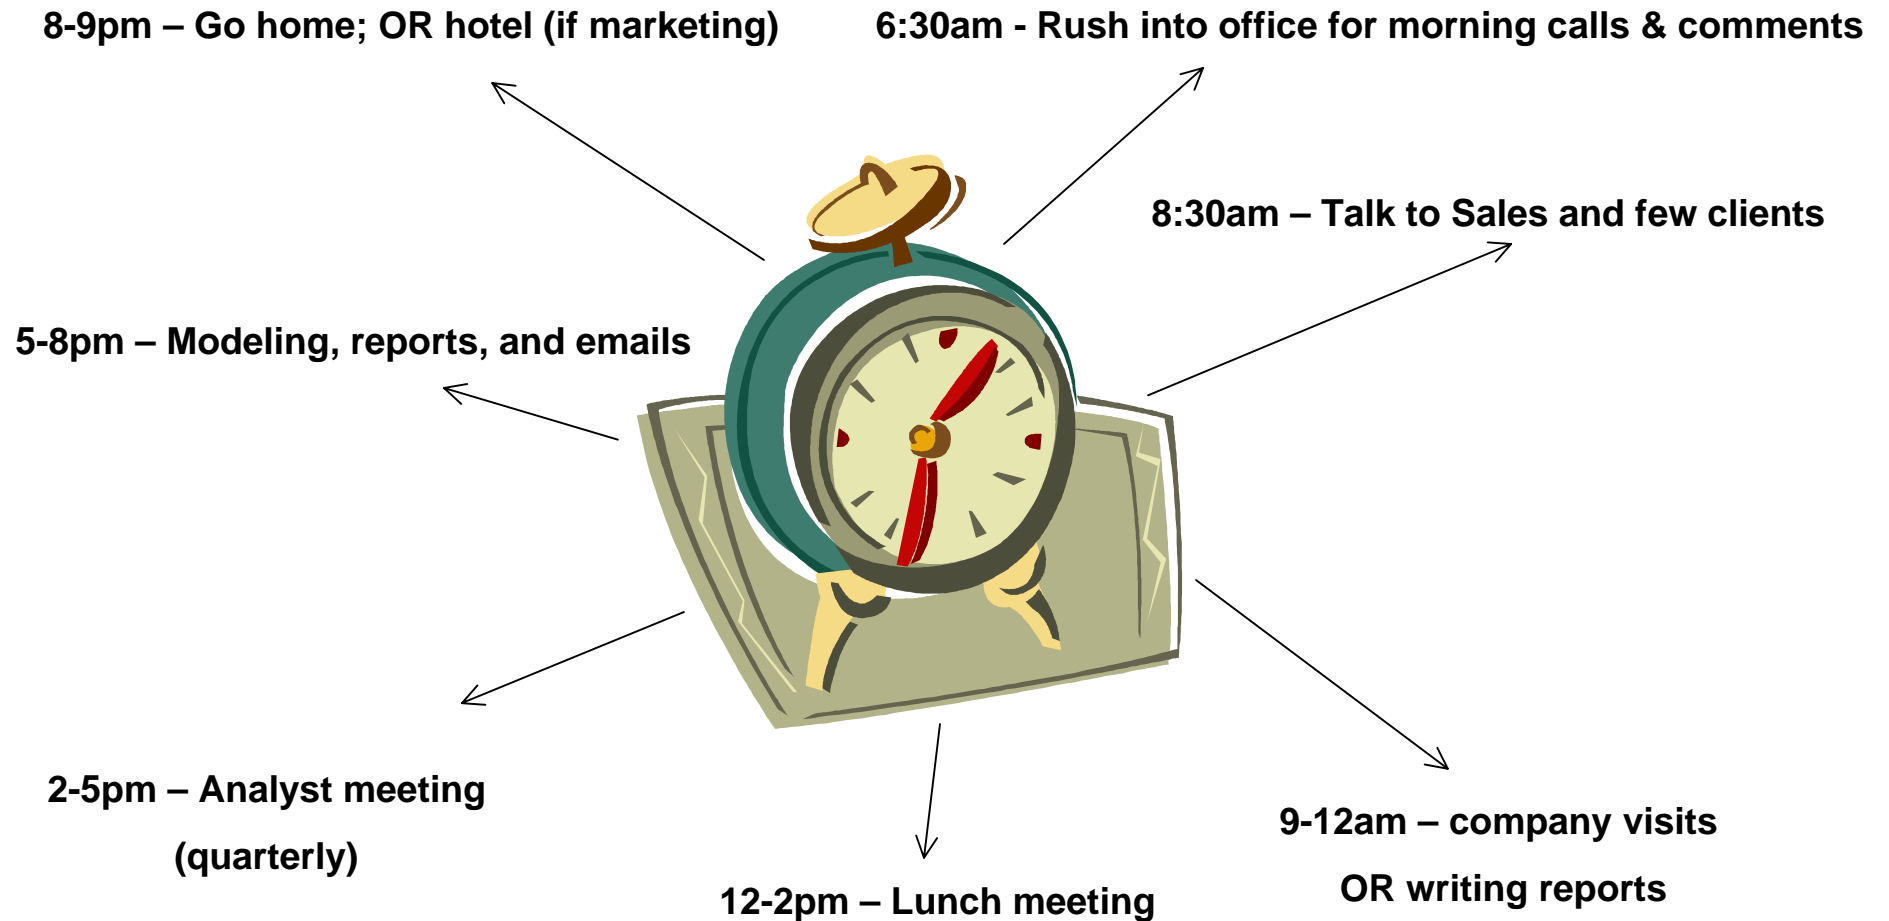 8-9pm – Go home; OR hotel (if marketing)
6:30am - Rush into office for morning calls & comments
8:30am – Talk to Sales and few clients
5-8pm – Modeling, reports, and emails
2-5pm – Analyst meeting
(quarterly)
9-12am – company visits
OR writing reports
12-2pm – Lunch meeting